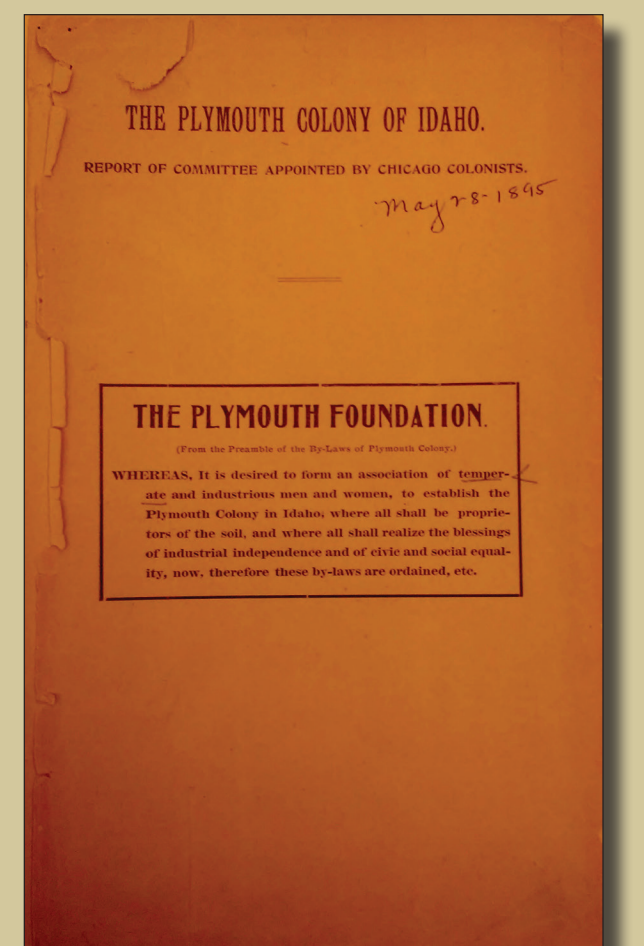 THE PLYMOUTH COLONY OF IDAHO.
REPORT OF COMMITTEE APPOINTED BY CHICAGO COLONISTS.
May 28-1895
THE PLYMOUTH FOUNDATION.
(From the Preamble of the By-Laws of Plymouth Colony.)
WHEREAS, It is desired to form an association of temper-
ate and industrious men and women, to establish the
Plymouth Colony in Idaho, where all shall be proprie-
tors of the soil, and where all shall realize the blessings
of industrial independence and of civic and social equal-
ity, now, therefore these by-laws are ordained, etc.